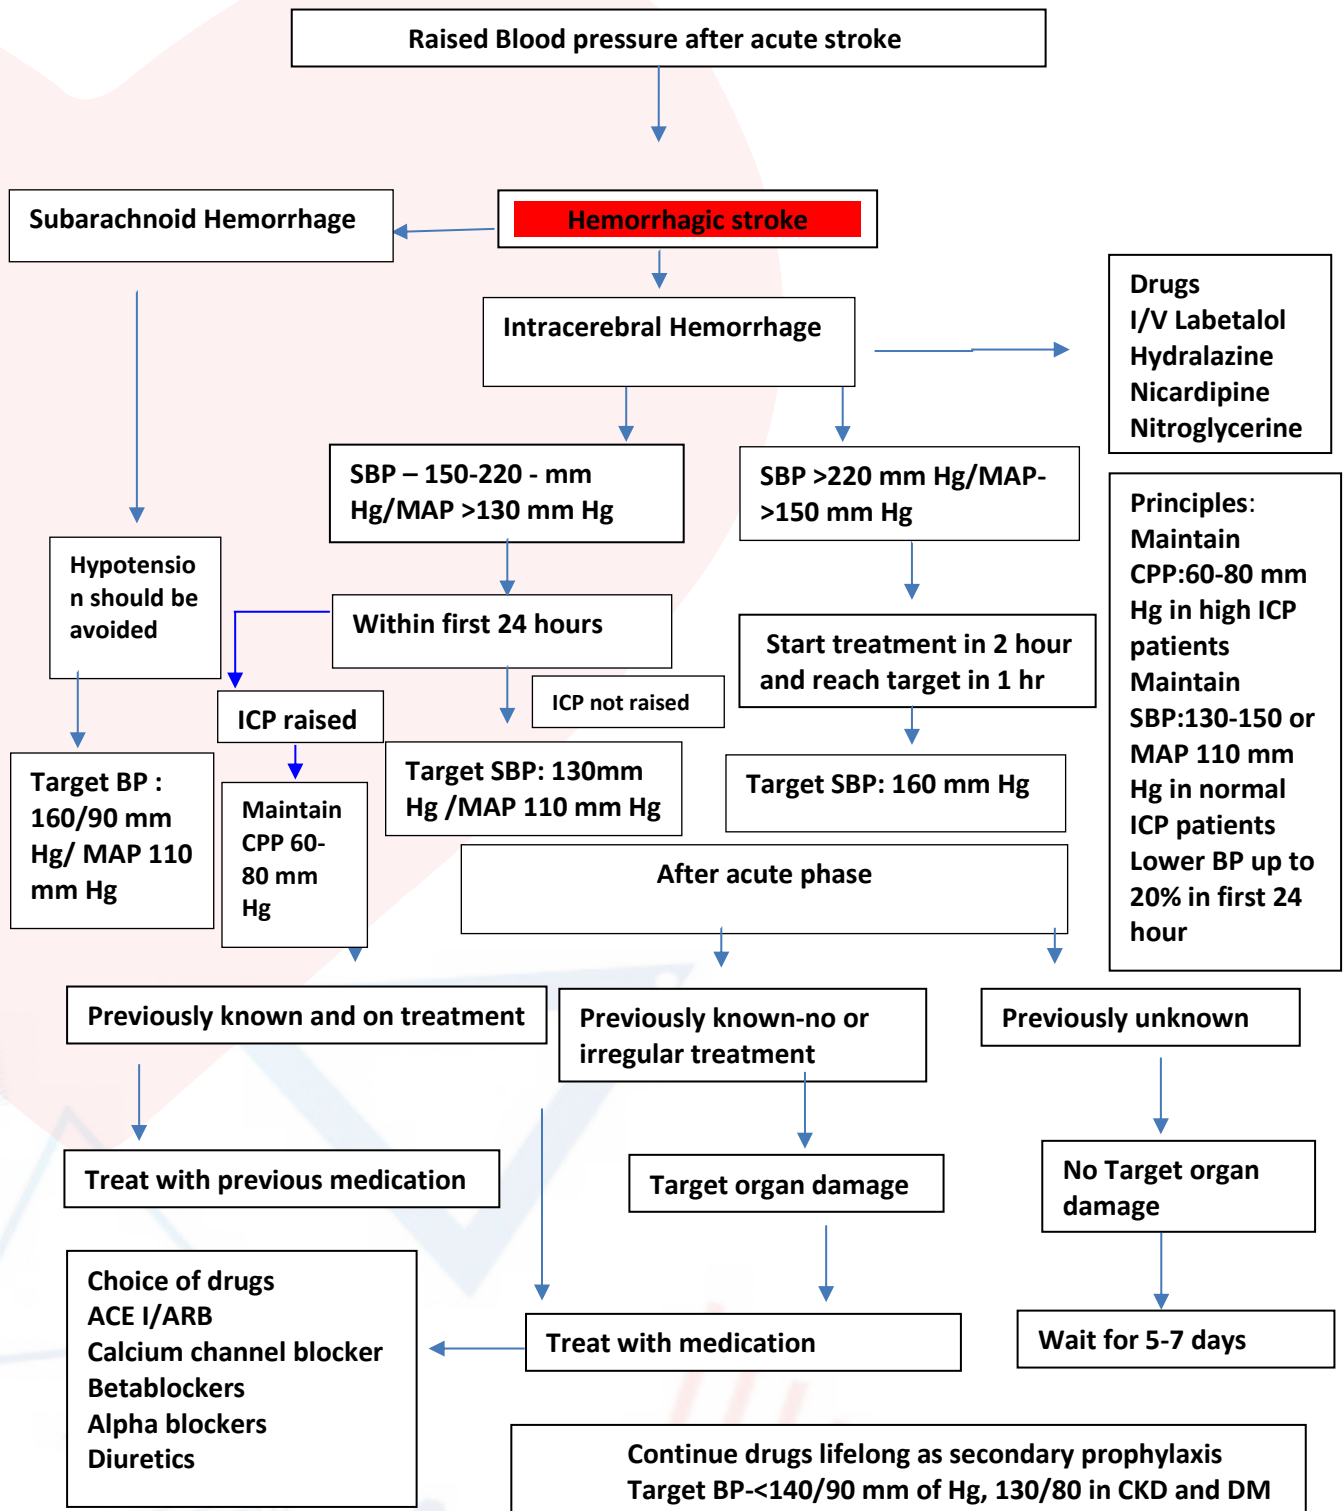 Raised Blood pressure after acute stroke
Subarachnoid Hemorrhage
Hemorrhagic stroke
Intracerebral Hemorrhage
Drugs
I/V Labetalol
Hydralazine
Nicardipine
Nitroglycerine
SBP – 150-220 - mm
Hg/MAP >130 mm Hg
SBP >220 mm Hg/MAP-
>150 mm Hg
Principles:
Maintain
CPP:60-80 mm
Hg in high ICP
patients
Maintain
SBP:130-150 or
MAP 110 mm
Hg in normal
ICP patients
Lower BP up to
20% in first 24
hour
Hypotensio
n should be
avoided
Within first 24 hours
Start treatment in 2 hour
and reach target in 1 hr
ICP raised
ICP not raised
Target BP :
160/90 mm
Hg/ MAP 110
mm Hg
Maintain
CPP 60-
80 mm
Hg
Target SBP: 130mm
Hg /MAP 110 mm Hg
Target SBP: 160 mm Hg
After acute phase
Previously known and on treatment
Previously known-no or
irregular treatment
Previously unknown
Treat with previous medication
Target organ damage
No Target organ
damage
Choice of drugs
ACE I/ARB
Calcium channel blocker
Betablockers
Alpha blockers
Diuretics
Treat with medication
Wait for 5-7 days
Continue drugs lifelong as secondary prophylaxis
Target BP-<140/90 mm of Hg, 130/80 in CKD and DM